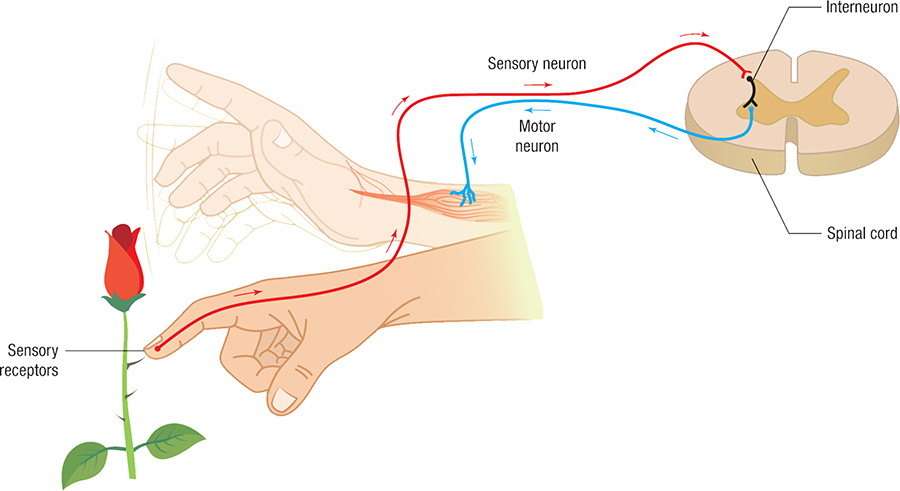 Interneuron
Sensory neuron
Motor
neuron
Spinal cord
Sensory
receptors